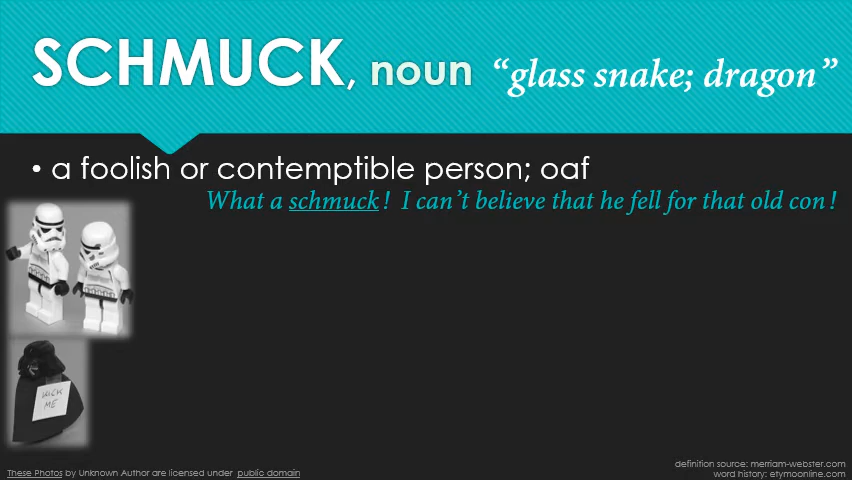 SCHMUCK, noun “glass snake; dragon”
• a foolish or contemptible person; oaf
What a schmuck! I can’t believe that he fell for that old con!
KICK
ME
These Photos by Unknown Author are licensed under public domain
definition source: merriam-webster.com
word history: etymoonline.com